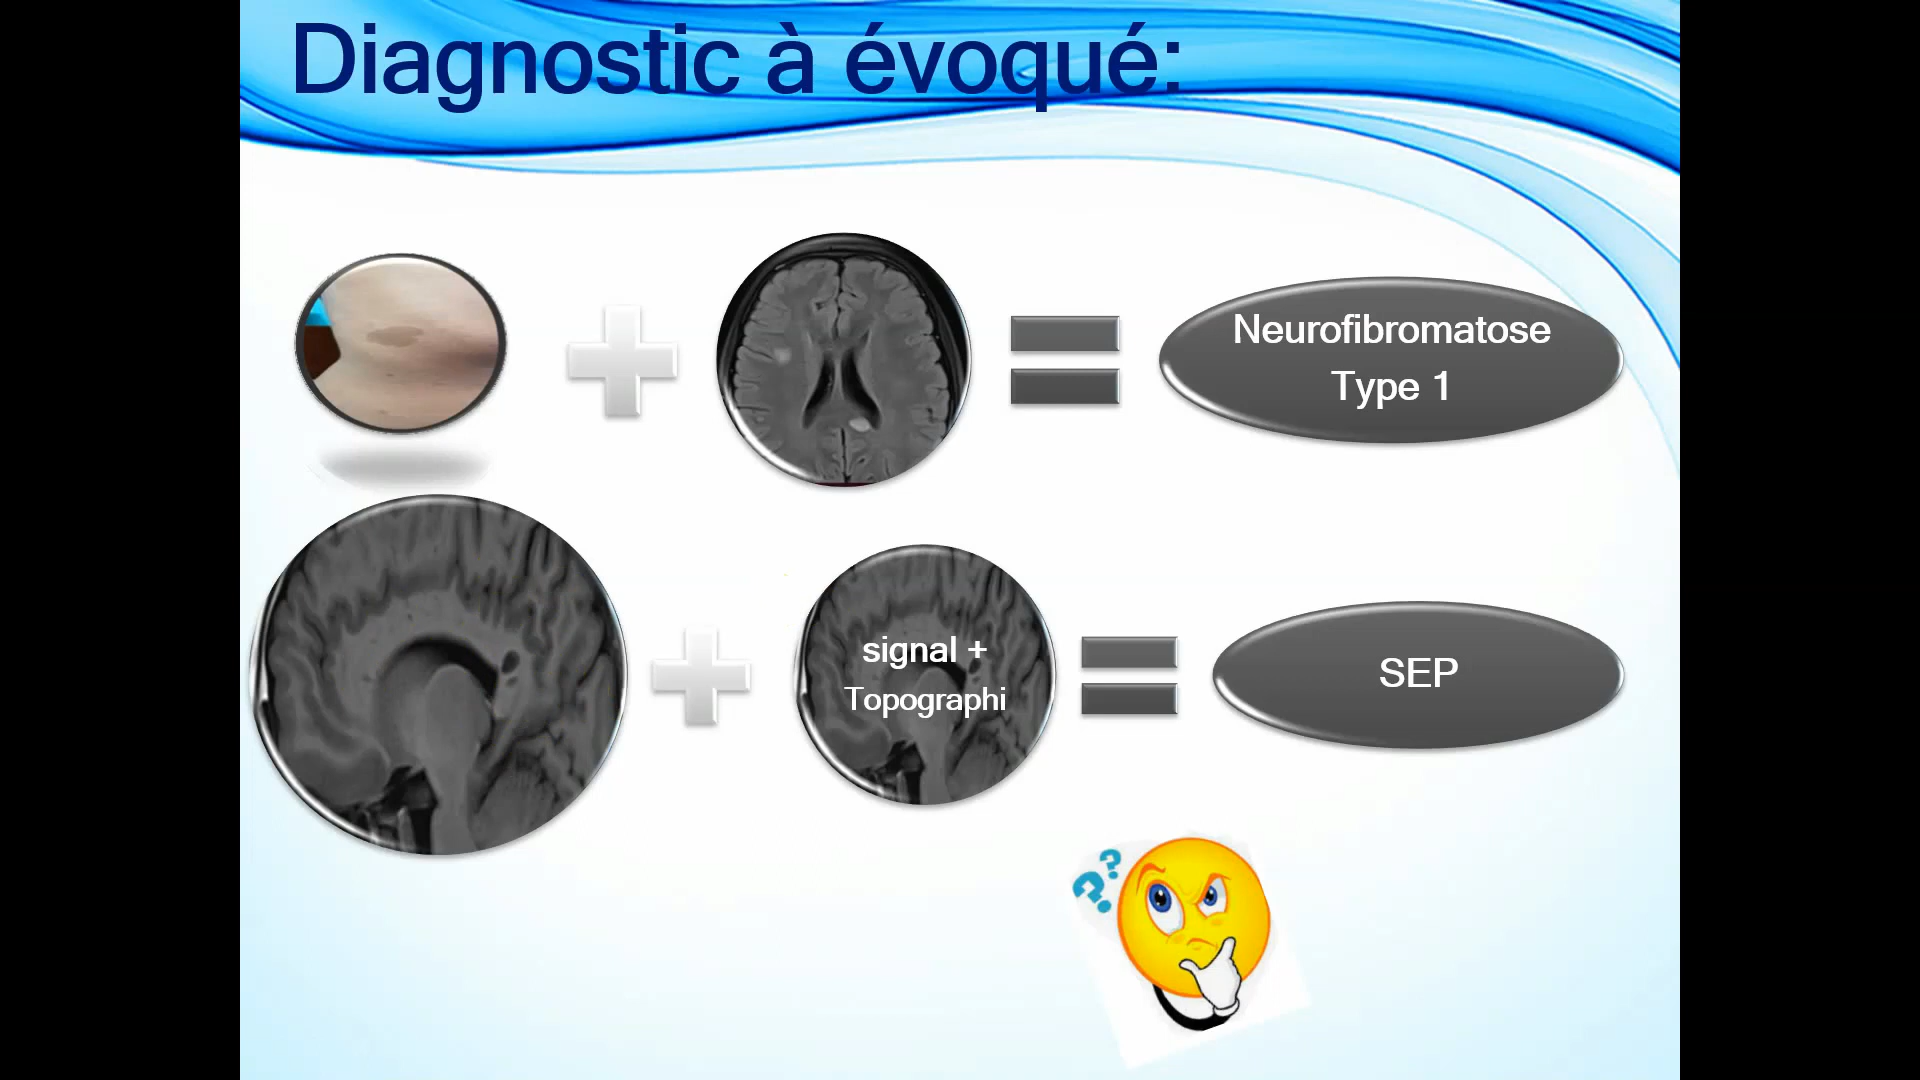 Diagnostic à évoqué:
Neurofibromatose
Type 1
signal +
Topographi
SEP
??